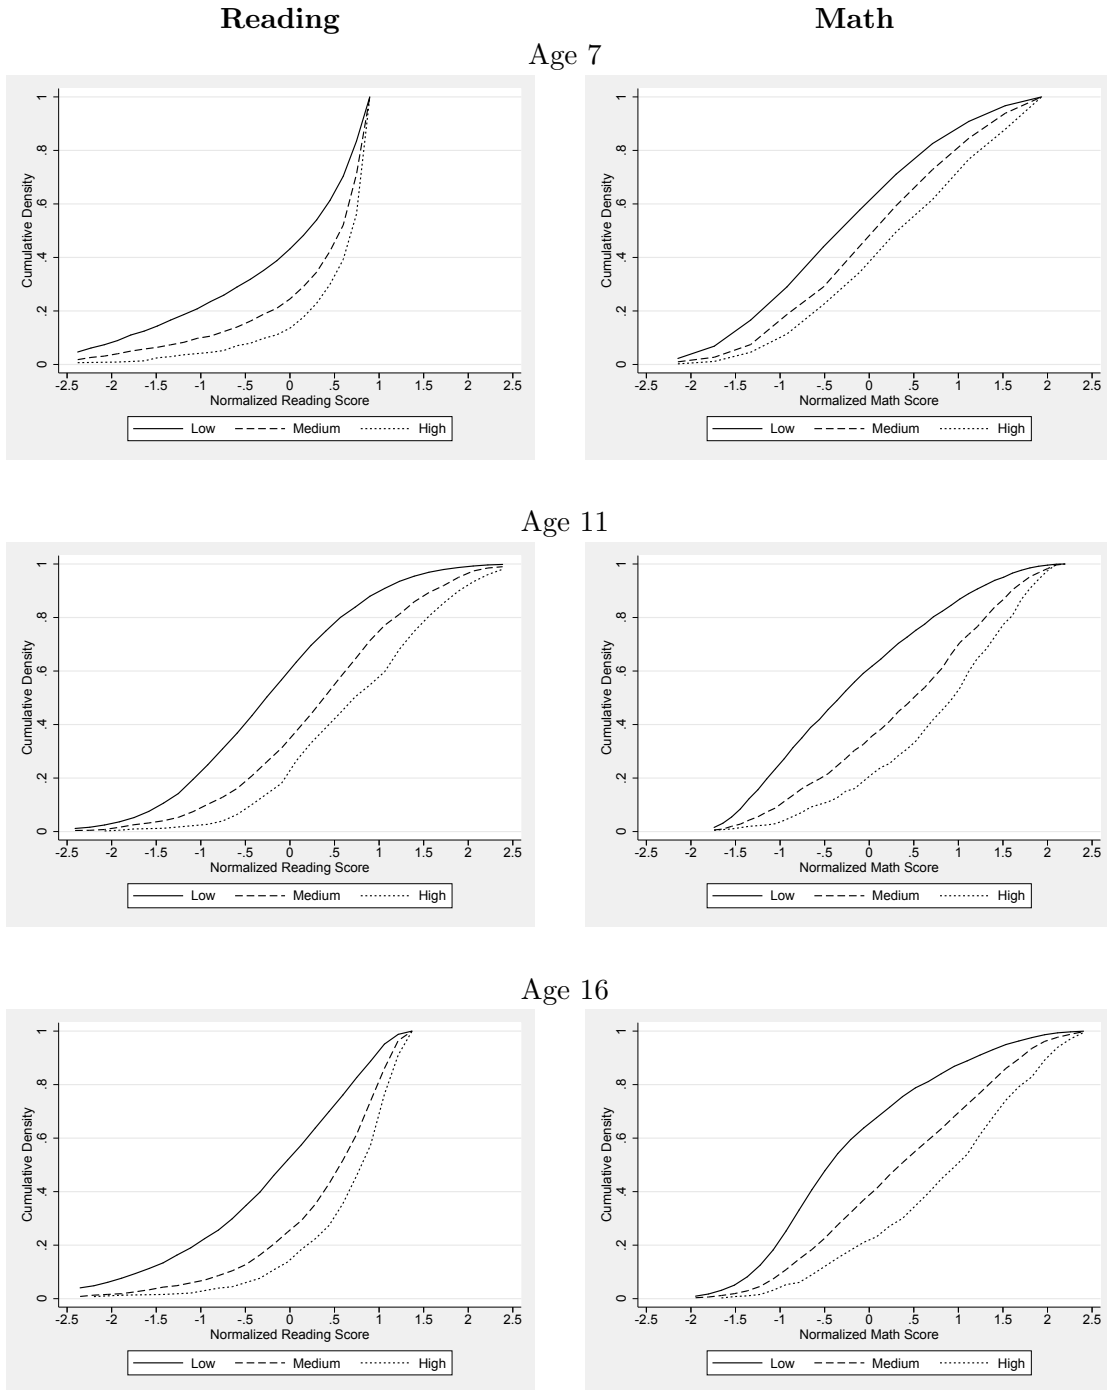 Reading Math
Age 7
Cumulative Density
0 .2 .4 .6 .8 1
-2.5 -2 -1.5 -1 -.5 0 .5 1 1.5 2 2.5
Normalized Reading Score
Low Medium High
Cumulative Density
0 .2 .4 .6 .8 1
-2.5 -2 -1.5 -1 -.5 0 .5 1 1.5 2 2.5
Normalized Math Score
Low Medium High
Age 11
Cumulative Density
0 .2 .4 .6 .8 1
-2.5 -2 -1.5 -1 -.5 0 .5 1 1.5 2 2.5
Normalized Reading Score
Low Medium High
Cumulative Density
0 .2 .4 .6 .8 1
-2.5 -2 -1.5 -1 -.5 0 .5 1 1.5 2 2.5
Normalized Math Score
Low Medium High
Age 16
Cumulative Density
0 .2 .4 .6 .8 1
-2.5 -2 -1.5 -1 -.5 0 .5 1 1.5 2 2.5
Normalized Reading Score
Low Medium High
Cumulative Density
0 .2 .4 .6 .8 1
-2.5 -2 -1.5 -1 -.5 0 .5 1 1.5 2 2.5
Normalized Math Score
Low Medium High